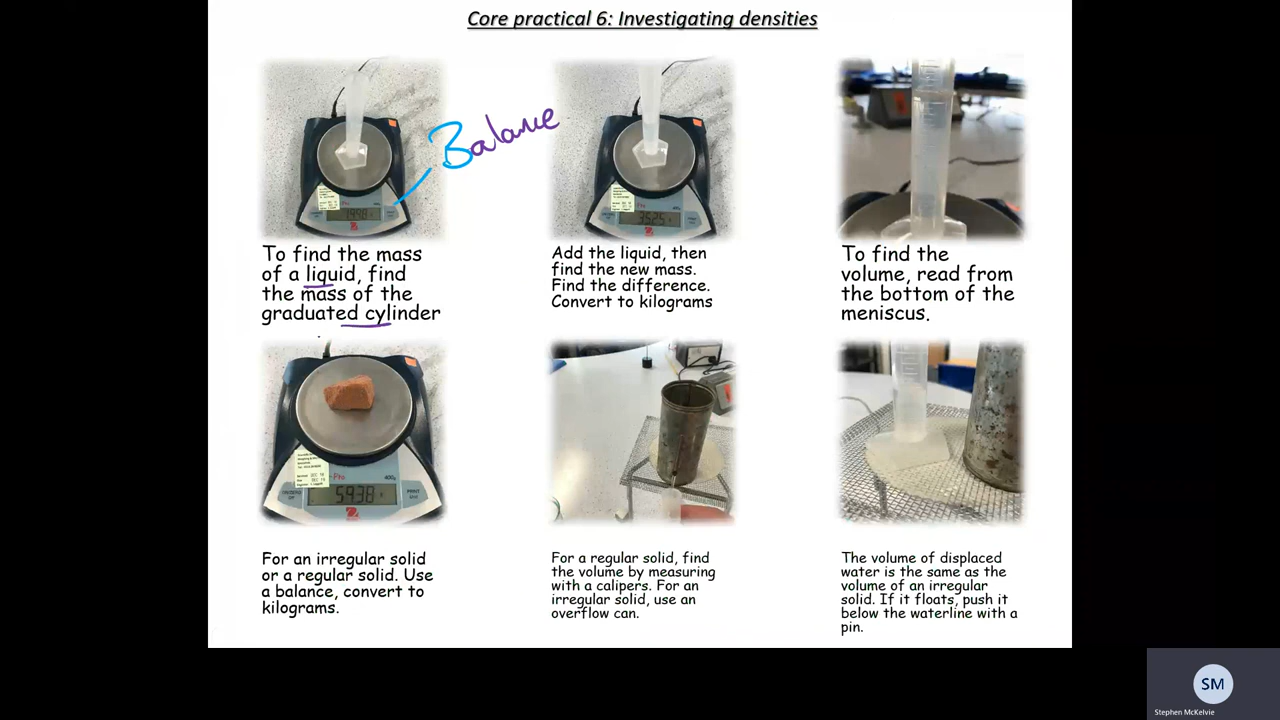 Core practical 6: Investigating densities
Balance
To find the mass
of a liquid, find
the mass of the
graduated cylinder
Add the liquid, then
find the new mass.
Find the difference.
Convert to kilograms
To find the
volume, read from
the bottom of the
meniscus.
Pro
400g
PRINT
59.38
For an irregular solid
or a regular solid. Use
a balance, convert to
kilograms.
For a regular solid, find
the volume by measuring
with a calipers. For an
irregular solid, use an
overflow can.
The volume of displaced
water is the same as the
volume of an irregular
solid. If it floats, push it
below the waterline with a
pin.
SM
Stephen McKelvie